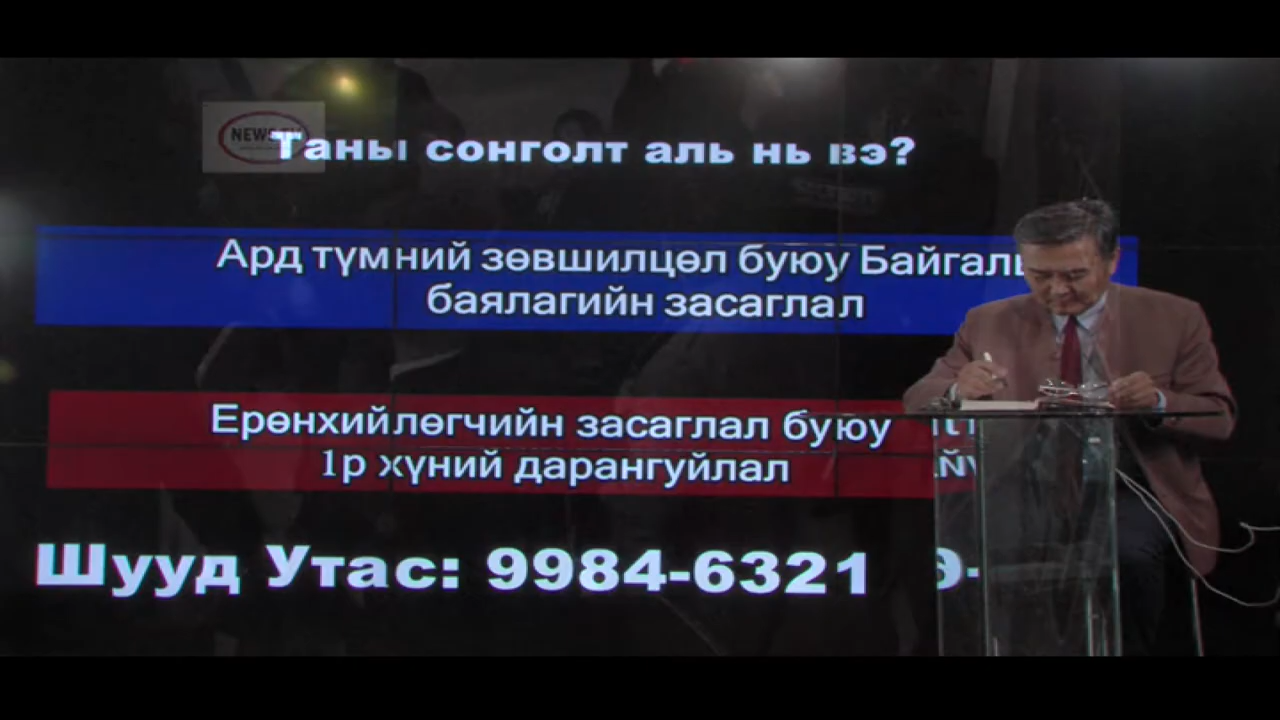 Таны сонголт аль нь вэ?
Ард түмний зөвшилцөл буюу Байгаль
баялагийн засаглал
Ерөнхийлөгчийн засаглал буюу
1р хүний дарангуйлал
Шууд Утас: 9984-6321